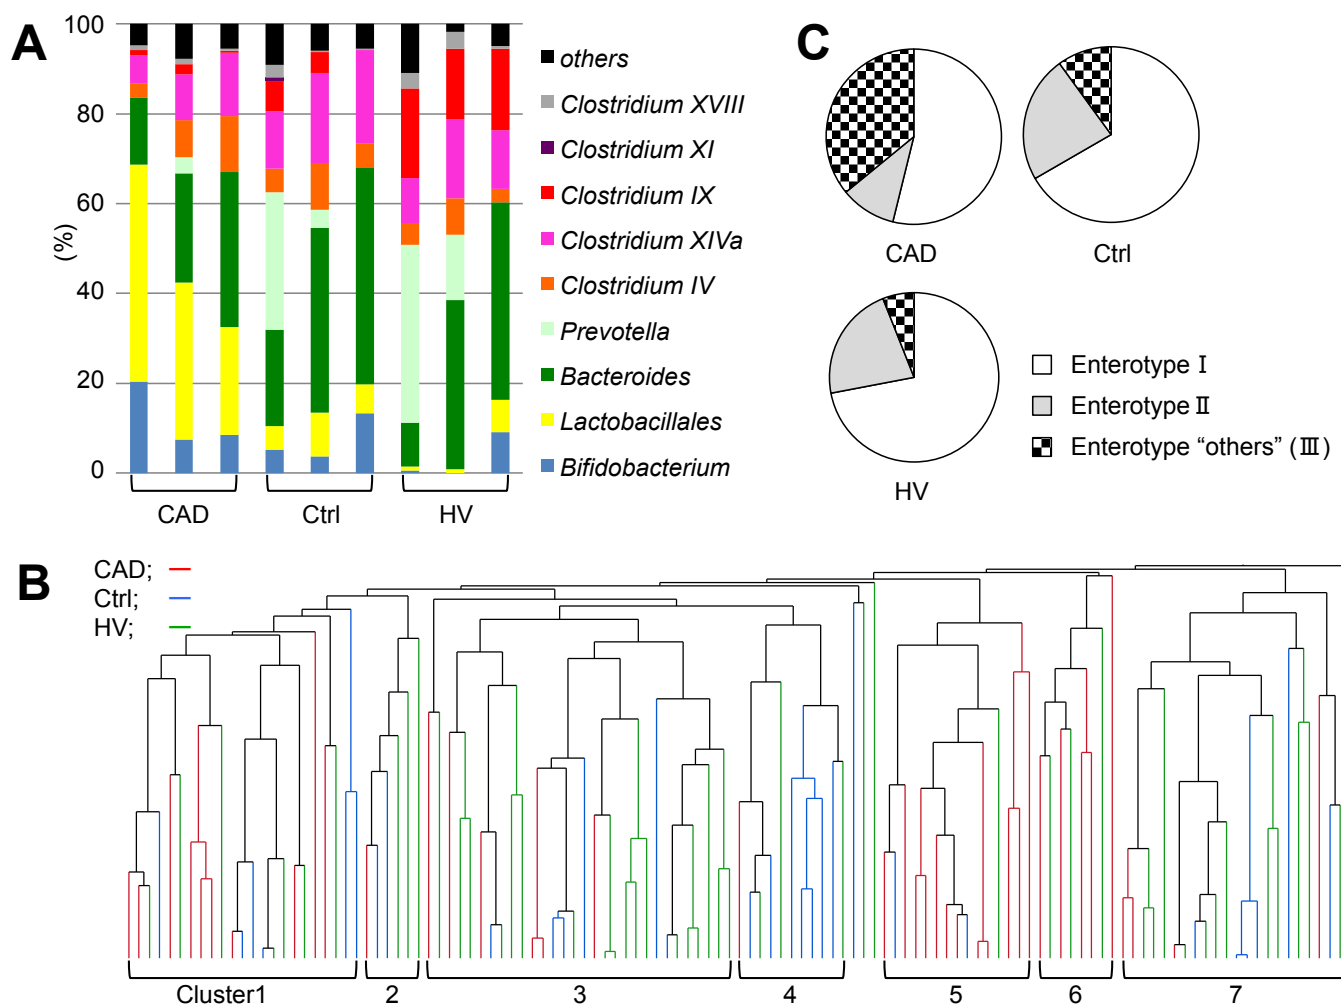 A
100
80
60
40
20
0
(%)
CAD
Ctrl
HV
others
Clostridium XVIII
Clostridium XI
Clostridium IX
Clostridium XIVa
Clostridium IV
Prevotella
Bacteroides
Lactobacillales
Bifidobacterium
C
CAD
Ctrl
HV
Enterotype Ⅰ
Enterotype Ⅱ
Enterotype “others” (Ⅲ)
B
CAD;
Ctrl;
HV;
Cluster1
2
3
4
5
6
7